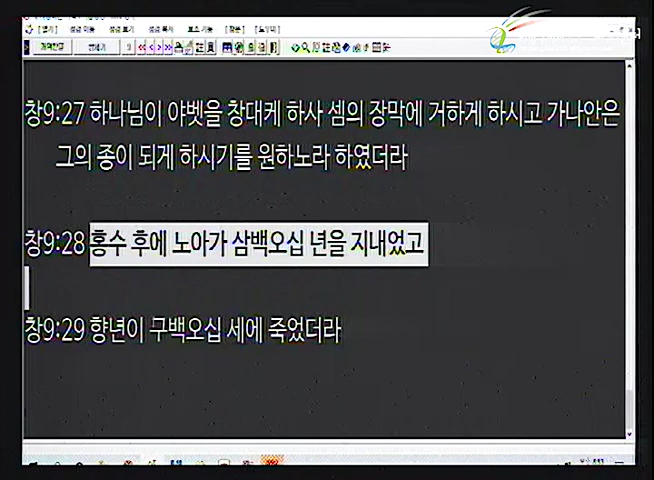 창9:27 하나님이 야벳을 창대케 하사 셈의 장막에 거하게 하시고 가나안은
그의 종이 되게 하시기를 원하노라 하였더라
창9:28 홍수 후에 노아가 삼백오십 년을 지내었고
창9:29 향년이 구백오십 세에 죽었더라